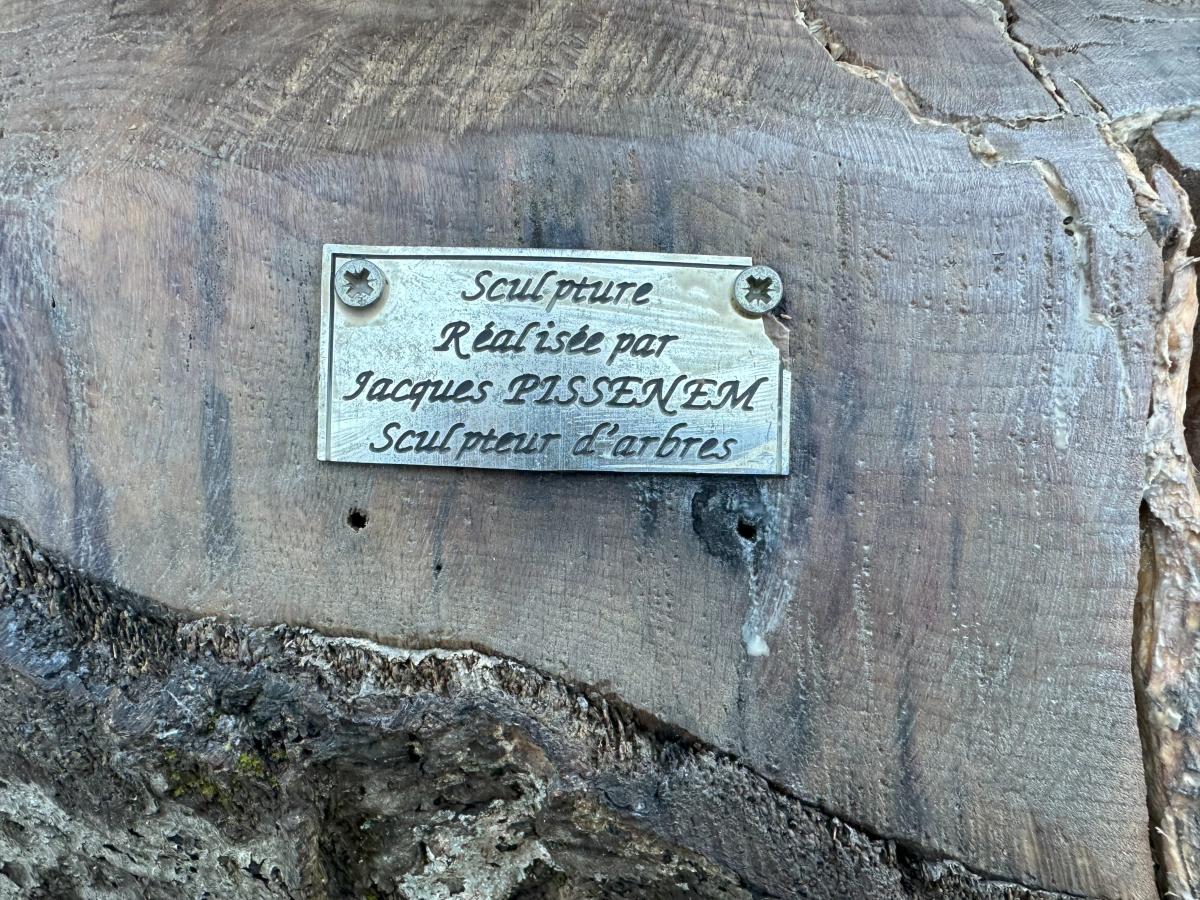 Sculpture
Réalisée par
Jacques PISSENEM
Sculpteur d'arbres